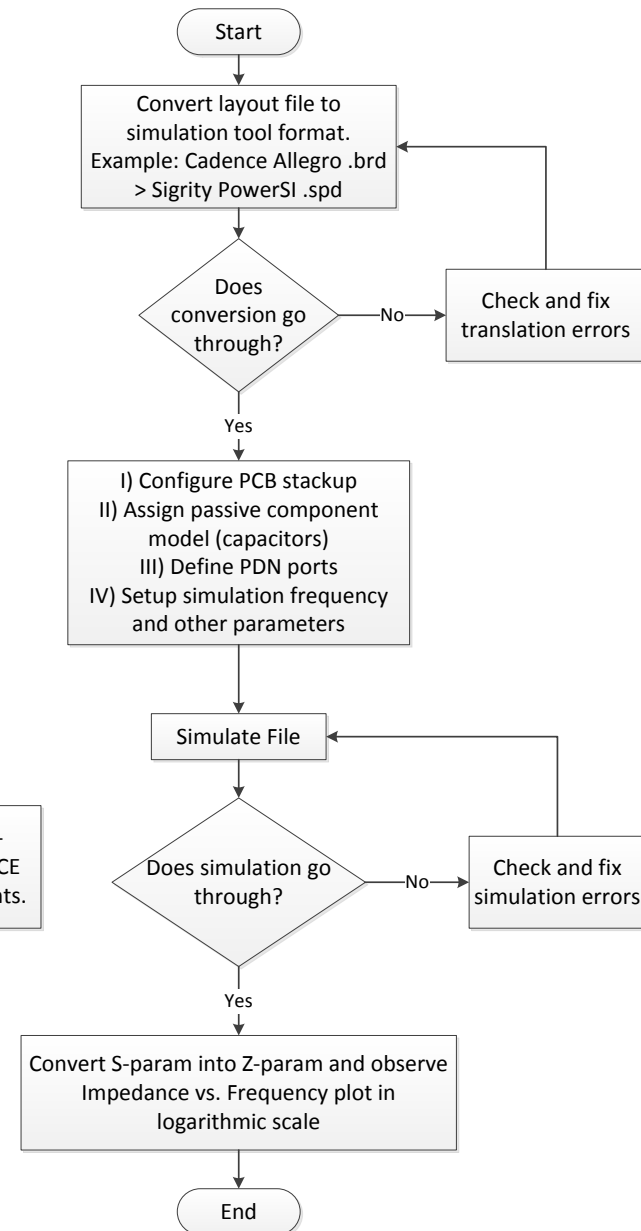 Start
Convert layout file to
simulation tool format.
Example: Cadence Allegro .brd
> Sigrity PowerSI .spd
Does
conversion go
through?
No
Check and fix
translation errors
Yes
I) Configure PCB stackup
II) Assign passive component
model (capacitors)
III) Define PDN ports
IV) Setup simulation frequency
and other parameters
Simulate File
Does simulation go
through?
No
Check and fix
simulation errors
Yes
Convert S-param into Z-param and observe
Impedance vs. Frequency plot in
logarithmic scale
End